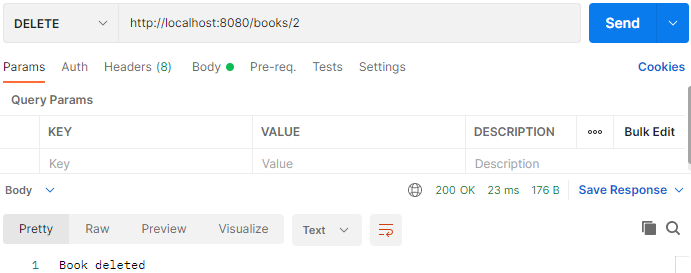 DELETE http://localhost:8080/books/2 Send
Params Auth Headers (8) Body Pre-req. Tests Settings Cookies
Query Params
KEY VALUE DESCRIPTION ooo Bulk Edit
Key Value Description
Body 200 OK 23 ms 176 B Save Response
Pretty Raw Preview Visualize Text
1 Book deleted